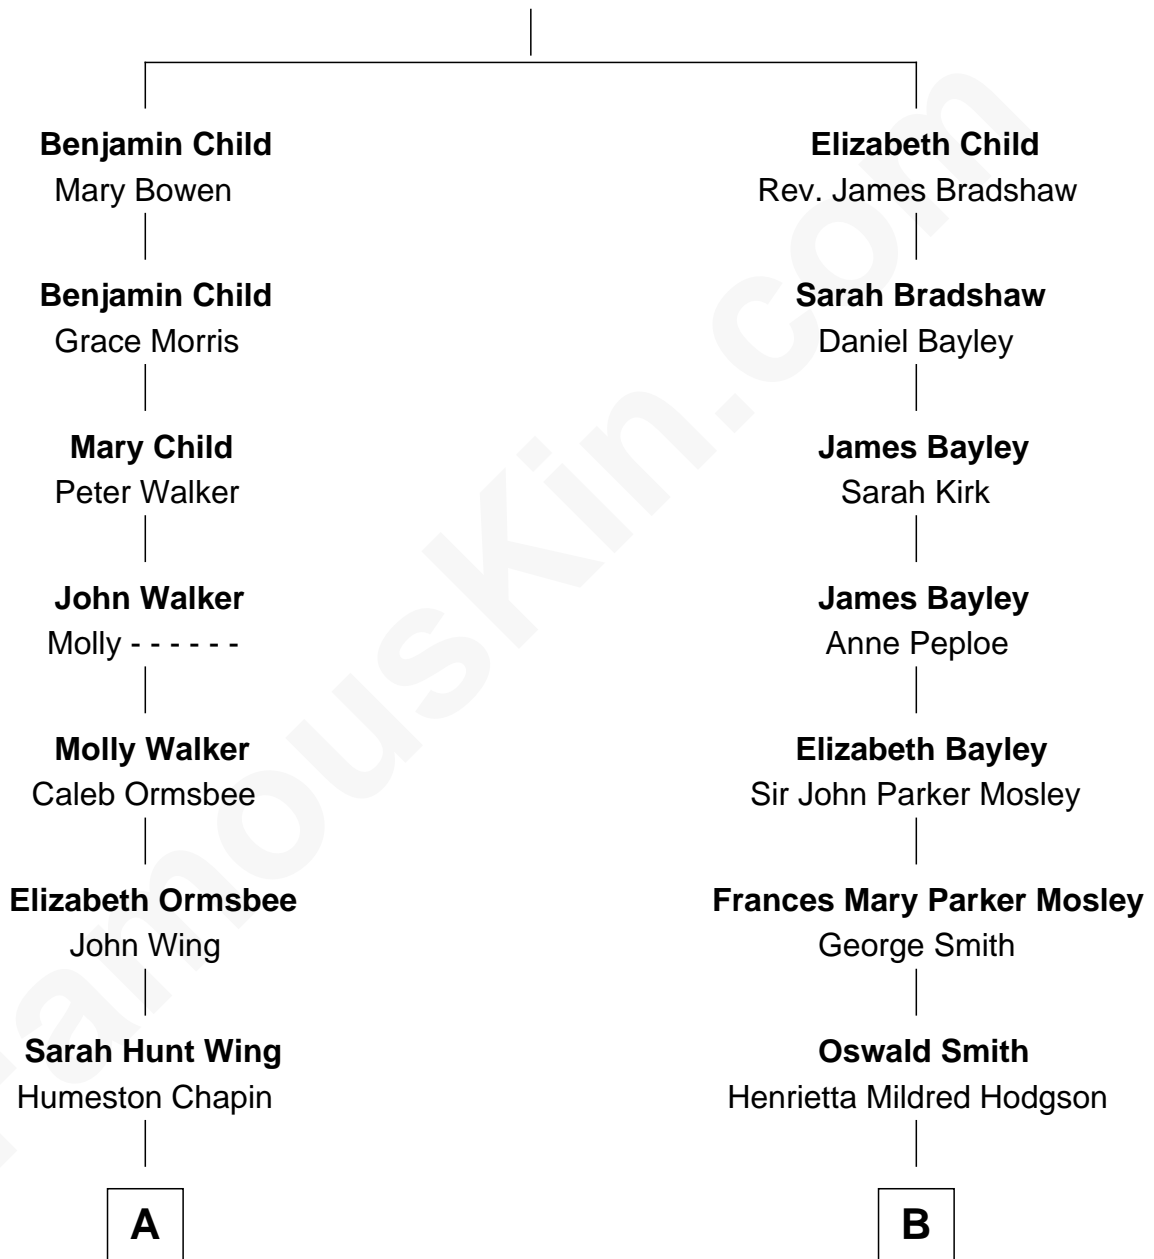 Benjamin Child
Mary Bowen
Benjamin Child
Grace Morris
Mary Child
Peter Walker
John Walker
Molly - - - - - -
Molly Walker
Caleb Ormsbee
Elizabeth Ormsbee
John Wing
Sarah Hunt Wing
Humeston Chapin
A
Elizabeth Child
Rev. James Bradshaw
Sarah Bradshaw
Daniel Bayley
James Bayley
Sarah Kirk
James Bayley
Anne Peploe
Elizabeth Bayley
Sir John Parker Mosley
Frances Mary Parker Mosley
George Smith
Oswald Smith
Henrietta Mildred Hodgson
B
FamousKin.com